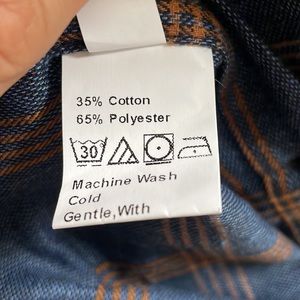 35% Cotton
65% Polyester
30
Machine Wash
Cold
Gentle,With